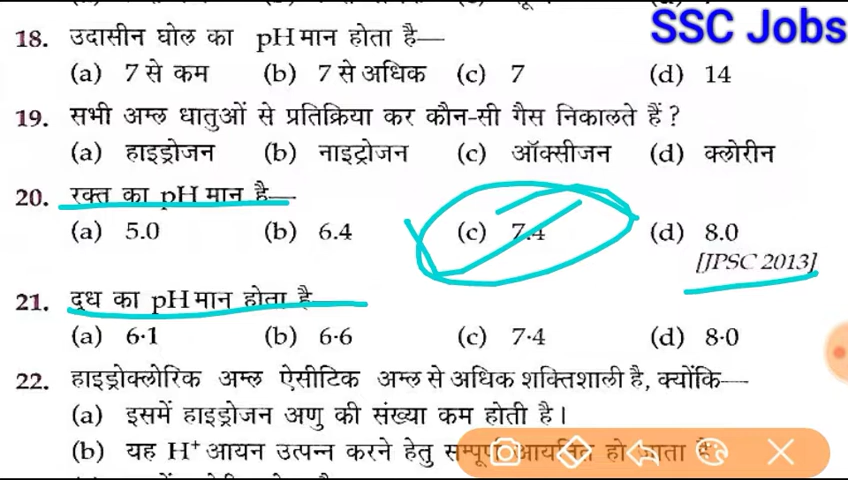 SSC Jobs
18. उदासीन घोल का pH मान होता है—
(a) 7 से कम (b) 7 से अधिक (c) 7 (d) 14
19. सभी अम्ल धातुओं से प्रतिक्रिया कर कौन-सी गैस निकालते हैं ?
(a) हाइड्रोजन (b) नाइट्रोजन (c) ऑक्सीजन (d) क्लोरीन
20. रक्त का pH मान है—
(a) 5.0 (b) 6.4 (c) 7.4 (d) 8.0
[JPSC 2013]
21. दूध का pH मान होता है
(a) 6·1 (b) 6·6 (c) 7·4 (d) 8·0
22. हाइड्रोक्लोरिक अम्ल ऐसीटिक अम्ल से अधिक शक्तिशाली है, क्योंकि—
(a) इसमें हाइड्रोजन अणु की संख्या कम होती है।
(b) यह H⁺ आयन उत्पन्न करने हेतु सम्पूर्ण आयनित हो जाता है